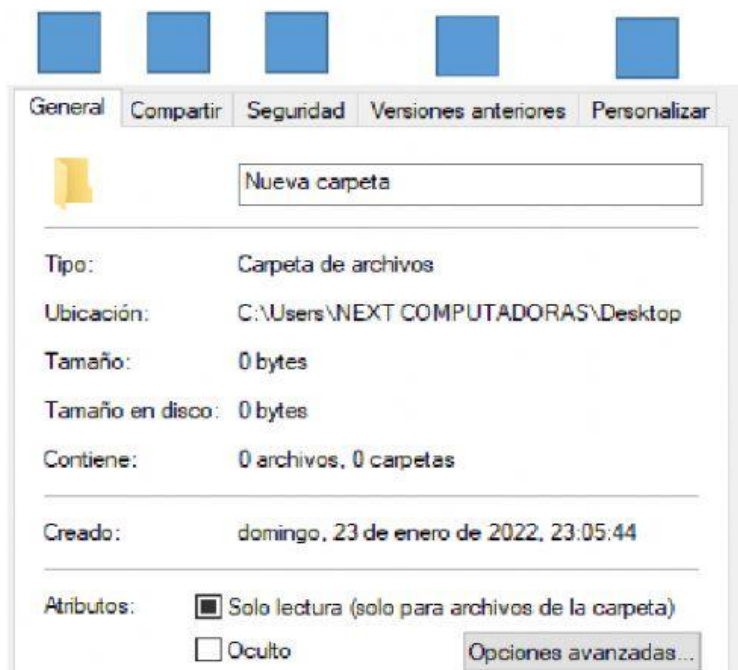 General Compartir Seguridad Versiones anteriores Personalizar
Nueva carpeta
Tipo: Carpeta de archivos
Ubicación: C:\Users\NEXT COMPUTADORAS\Desktop
Tamaño: 0 bytes
Tamaño en disco: 0 bytes
Contiene: 0 archivos, 0 carpetas
Creado: domingo, 23 de enero de 2022, 23:05:44
Atributos: Solo lectura (solo para archivos de la carpeta)
Oculto Opciones avanzadas...